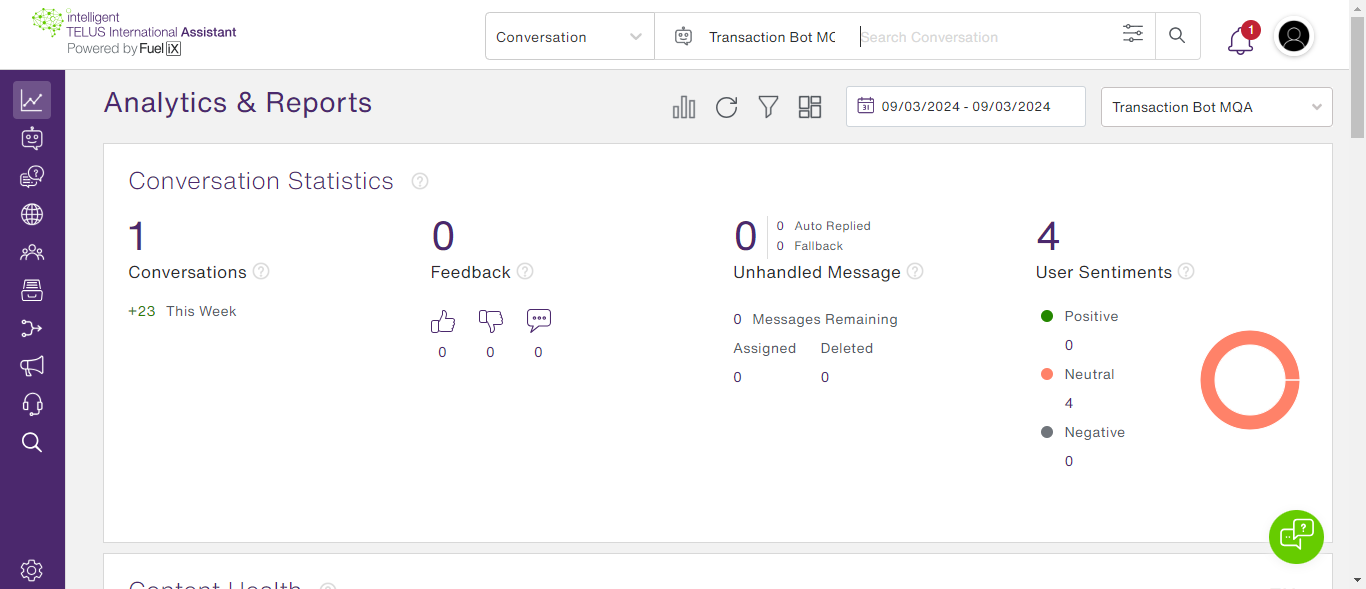 intelligent
TELUS International Assistant
Powered by Fuel iX
Conversation
Transaction Bot MQ
Search Conversation
1
Analytics & Reports
31
09/03/2024 - 09/03/2024
Transaction Bot MQA
Conversation Statistics ?
1
Conversations ?
+23 This Week
0
Feedback ?
0 0 0
0
0 Auto Replied
0 Fallback
Unhandled Message ?
0 Messages Remaining
Assigned Deleted
0 0
4
User Sentiments ?
Positive
0
Neutral
4
Negative
0
Content Health ?